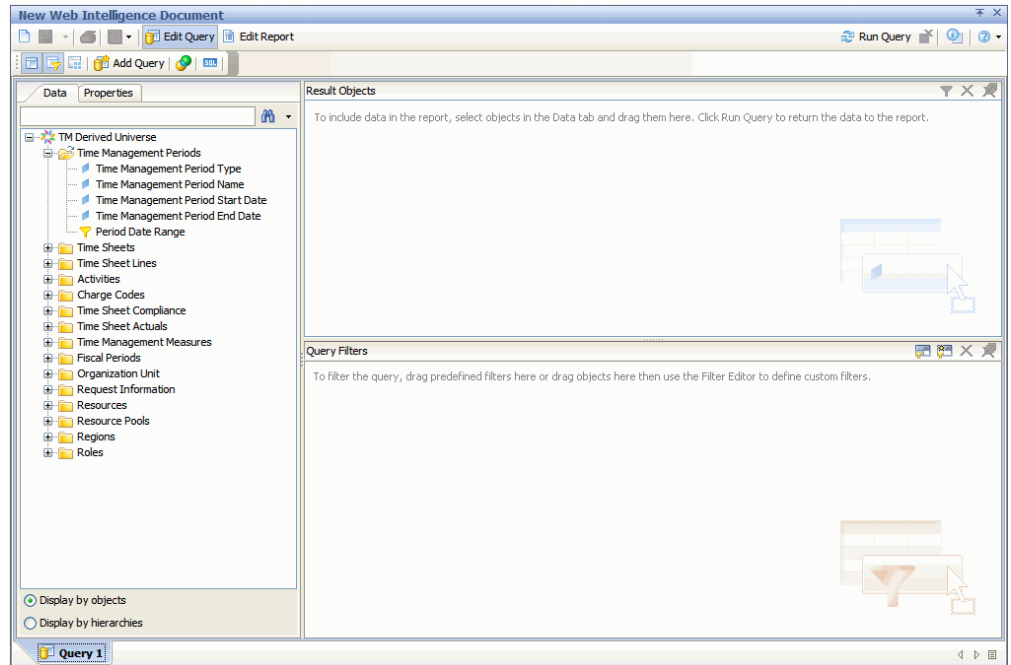 New Web Intelligence Document
Edit Query Edit Report Run Query
Add Query SQL
Data Properties
TM Derived Universe
Time Management Periods
Time Management Period Type
Time Management Period Name
Time Management Period Start Date
Time Management Period End Date
Period Date Range
Time Sheets
Time Sheet Lines
Activities
Charge Codes
Time Sheet Compliance
Time Sheet Actuals
Time Management Measures
Fiscal Periods
Organization Unit
Request Information
Resources
Resource Pools
Regions
Roles
Display by objects
Display by hierarchies
Result Objects
To include data in the report, select objects in the Data tab and drag them here. Click Run Query to return the data to the report.
Query Filters
To filter the query, drag predefined filters here or drag objects here then use the Filter Editor to define custom filters.
Query 1